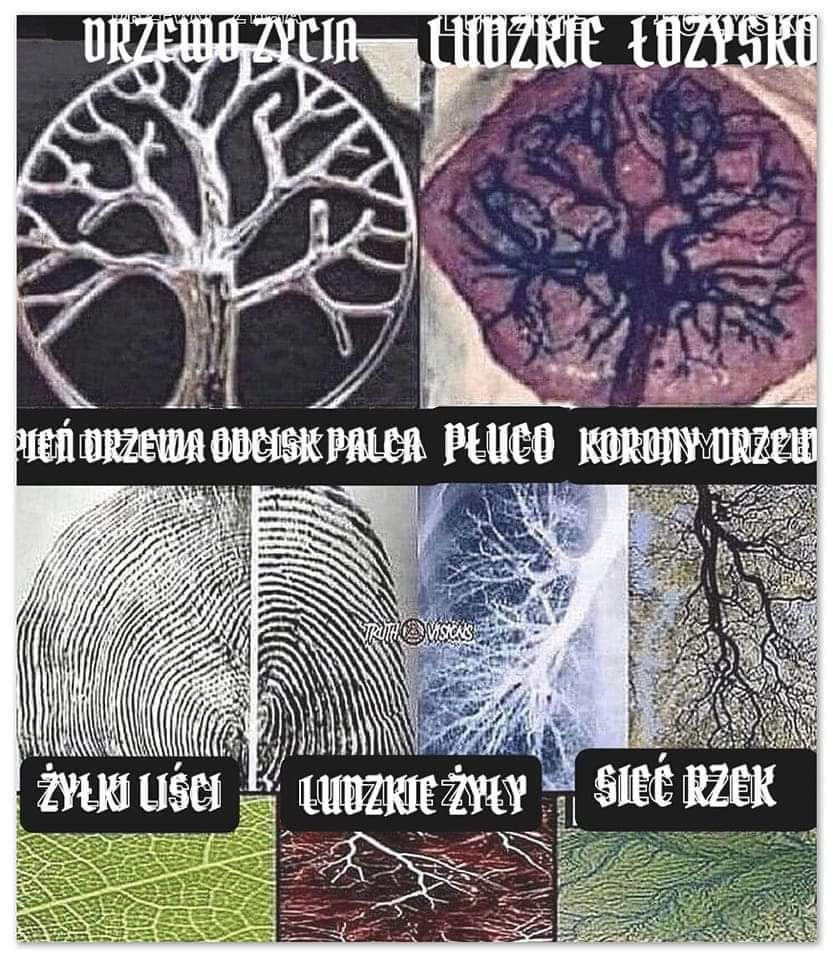 DRZEWO ŻYCIA
LUDZKIE ŁOŻYSKO
PIEŃ DRZEWA ODCISK PALCA PŁUCO KORONY DRZEW
TRUTH VISIONS
ŻYŁKI LIŚCI
LUDZKIE ŻYŁY
SIEĆ RZEK